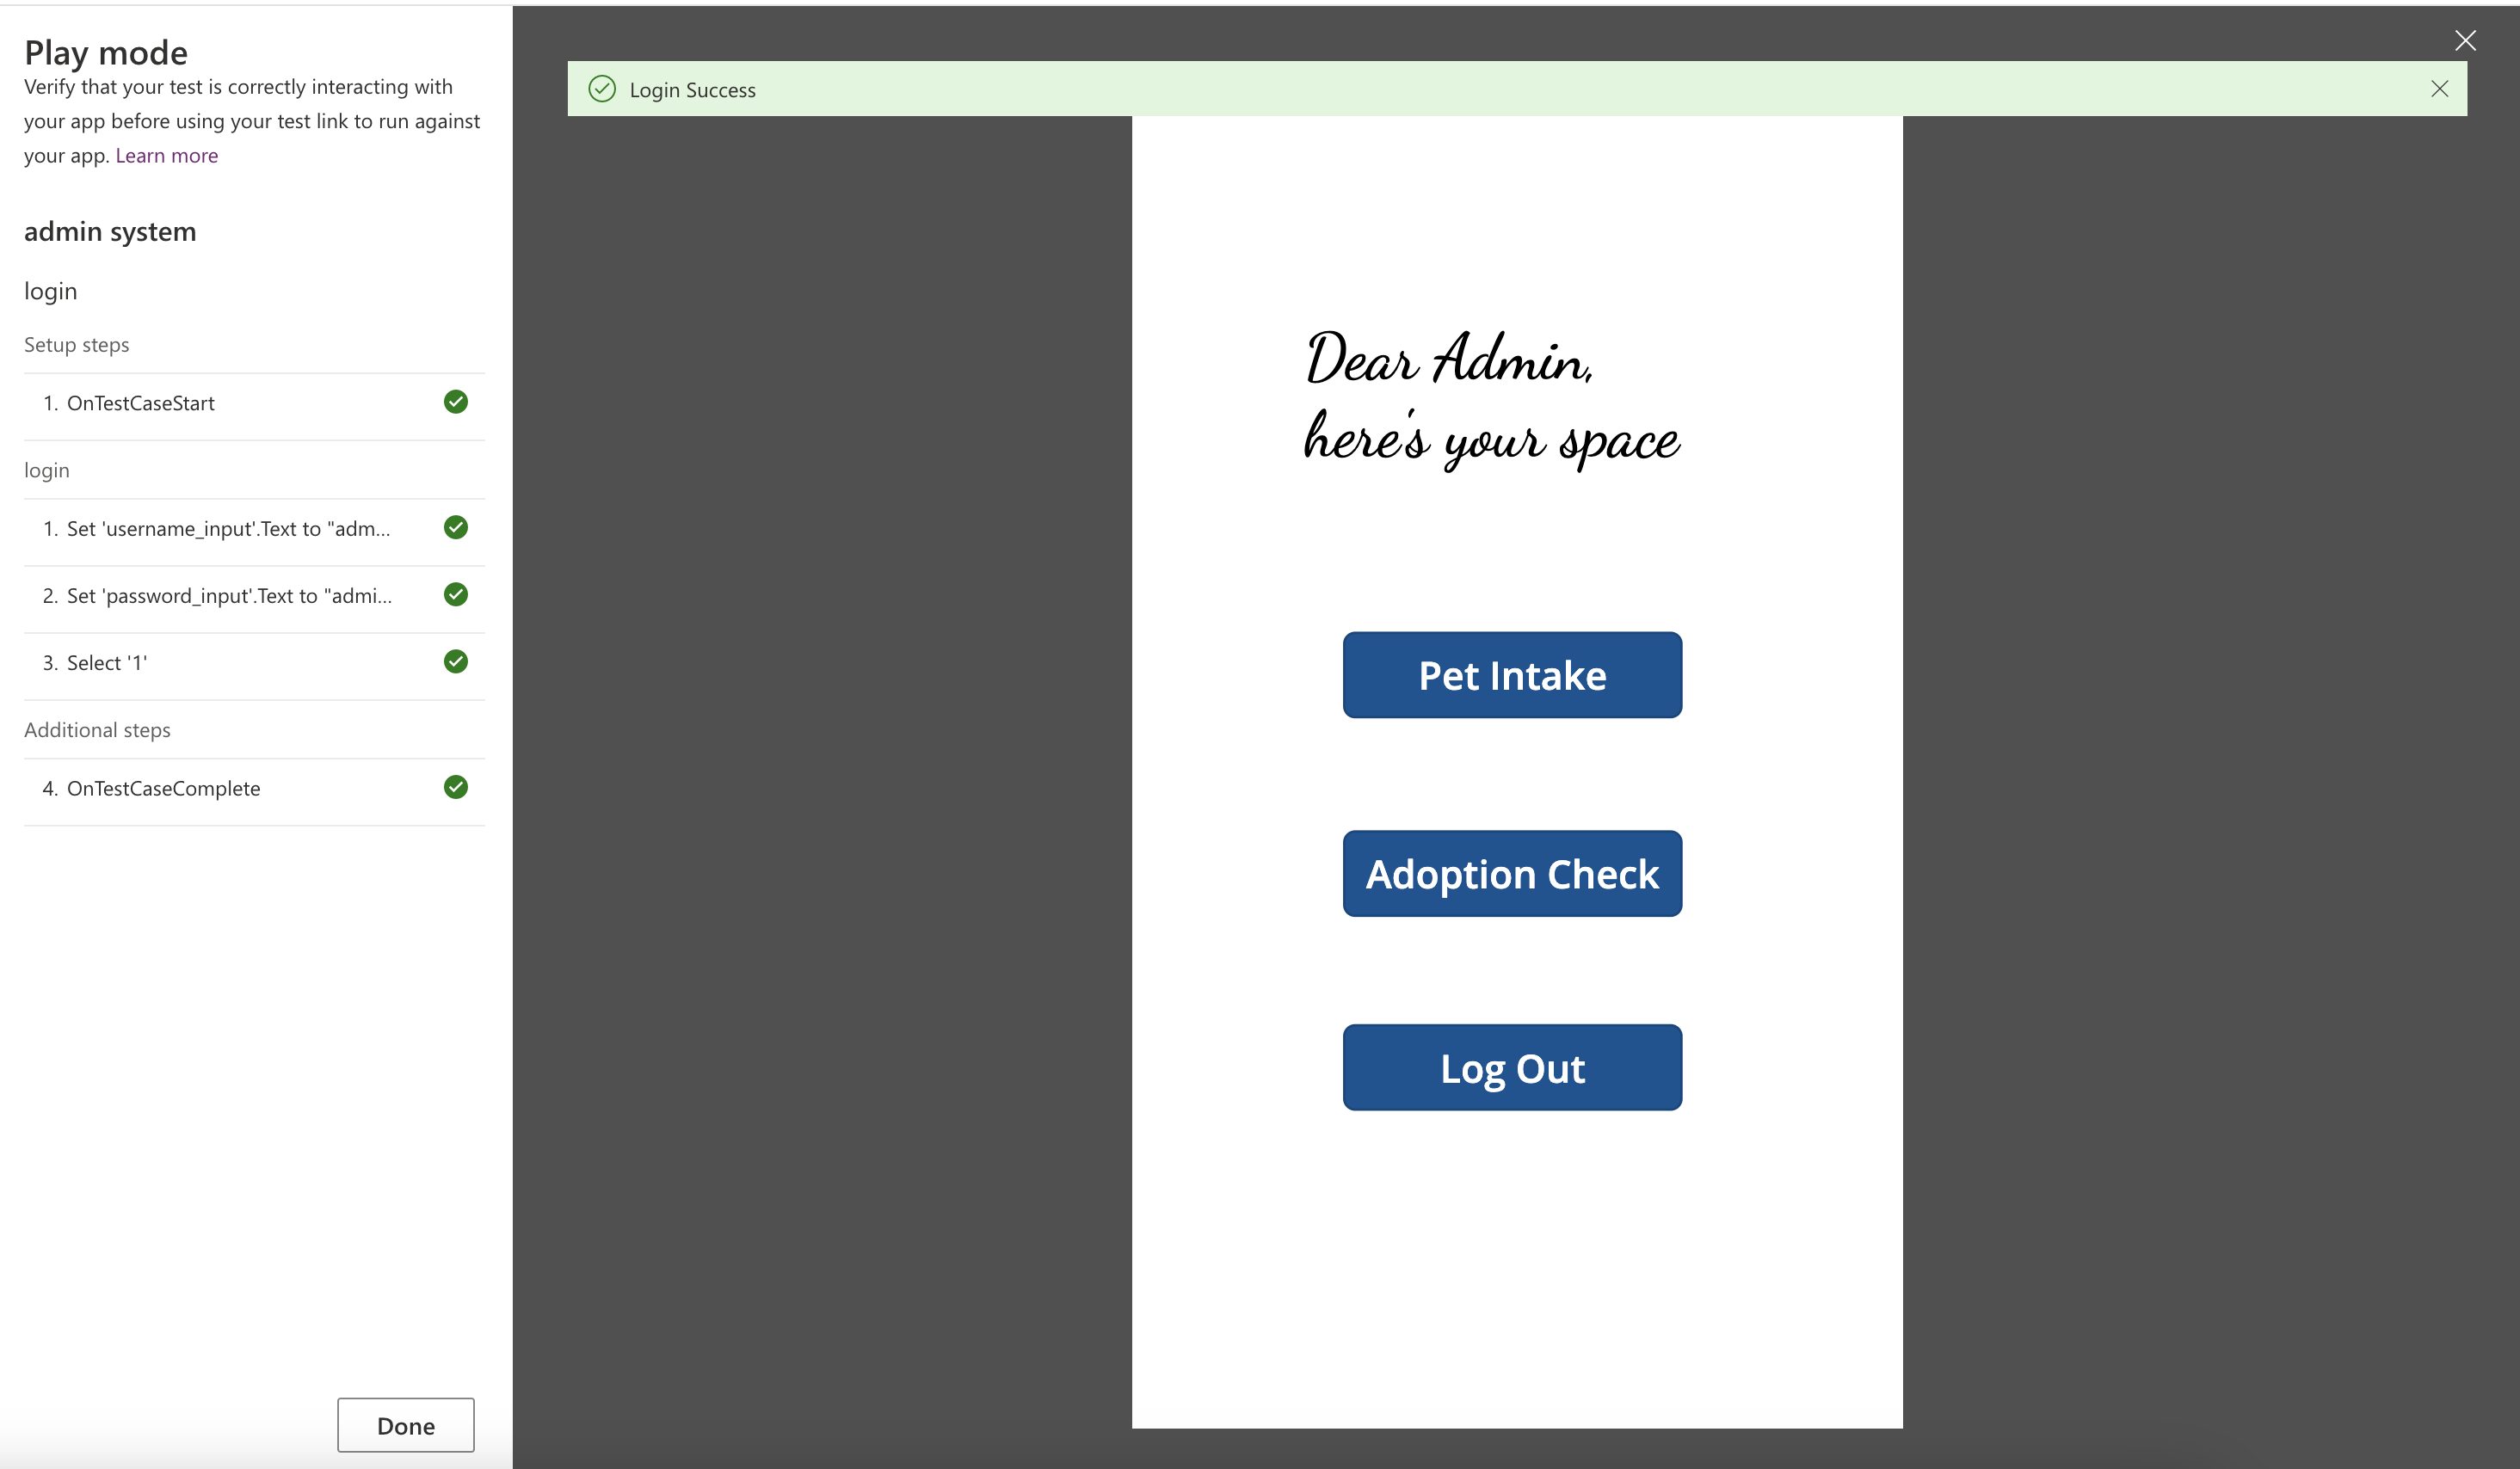 Play mode
Verify that your test is correctly interacting with
your app before using your test link to run against
your app. Learn more
admin system
login
Setup steps
1. OnTestCaseStart
login
1. Set 'username_input'.Text to "adm...
2. Set 'password_input'.Text to "admi...
3. Select '1'
Additional steps
4. OnTestCaseComplete
Done
Login Success
Dear Admin,
here's your space
Pet Intake
Adoption Check
Log Out